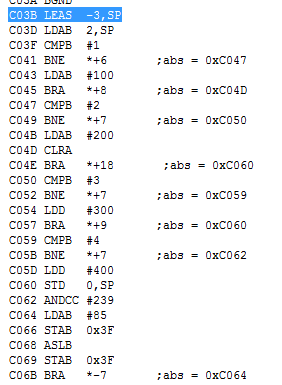 C03A BGND
C03B LEAS -3,SP
C03D LDAB 2,SP
C03F CMPB #1
C041 BNE *+6 ;abs = 0xC047
C043 LDAB #100
C045 BRA *+8 ;abs = 0xC04D
C047 CMPB #2
C049 BNE *+7 ;abs = 0xC050
C04B LDAB #200
C04D CLRA
C04E BRA *+18 ;abs = 0xC060
C050 CMPB #3
C052 BNE *+7 ;abs = 0xC059
C054 LDD #300
C057 BRA *+9 ;abs = 0xC060
C059 CMPB #4
C05B BNE *+7 ;abs = 0xC062
C05D LDD #400
C060 STD 0,SP
C062 ANDCC #239
C064 LDAB #85
C066 STAB 0x3F
C068 ASLB
C069 STAB 0x3F
C06B BRA *-7 ;abs = 0xC064